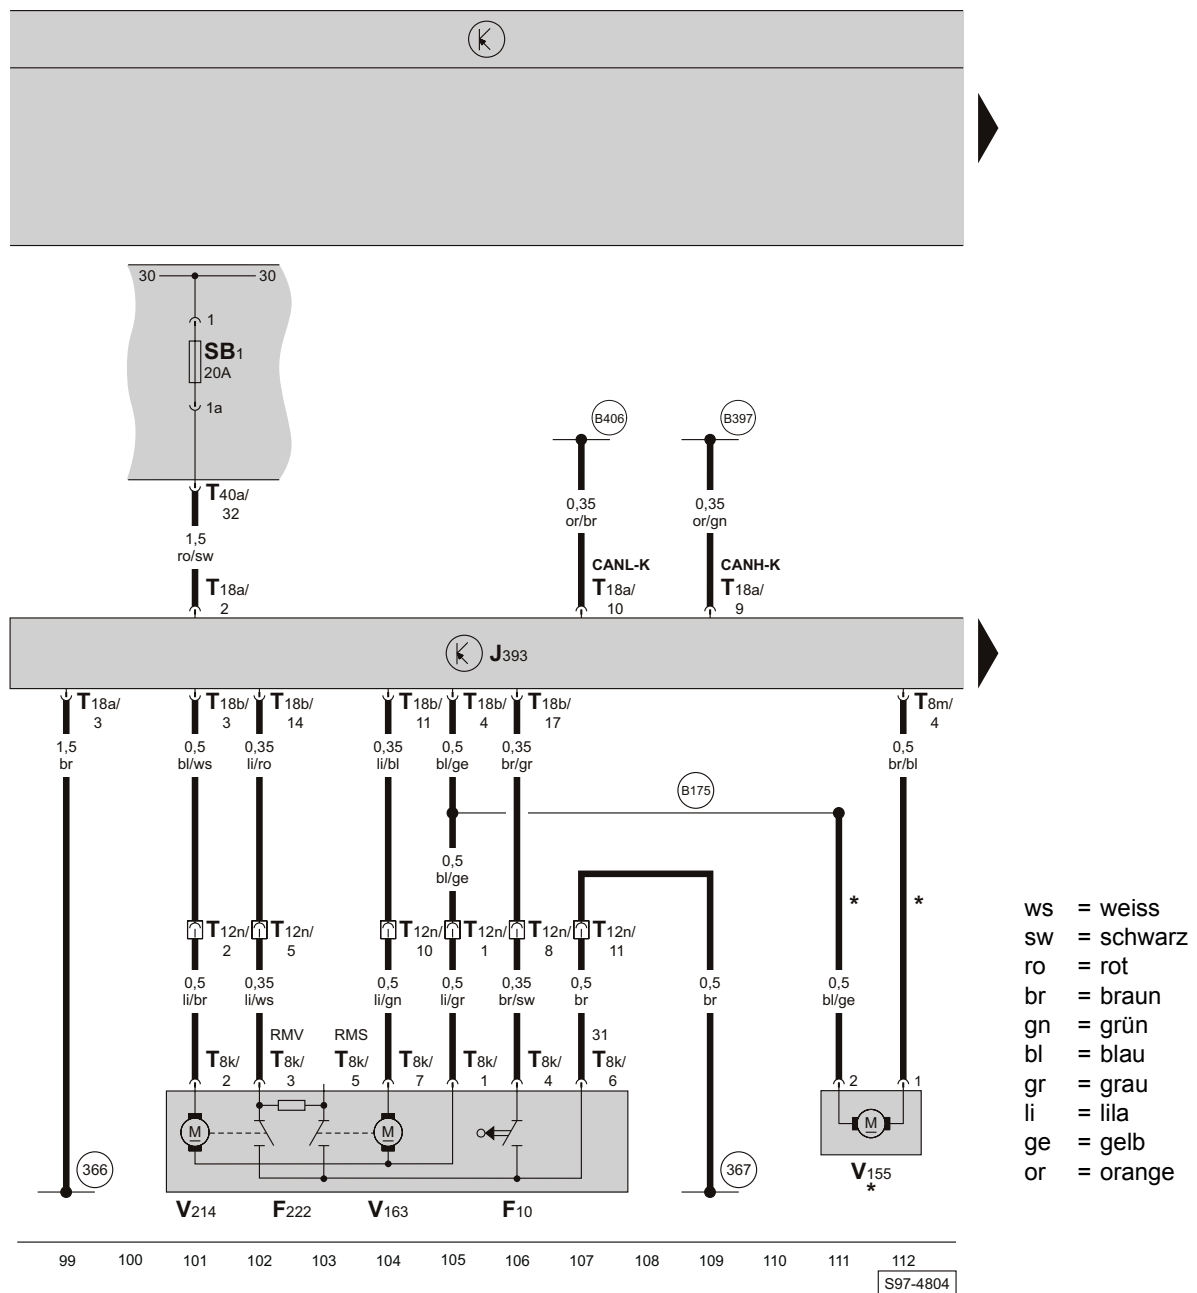 30 30
1
SB1
20A
1a
B406 B397
T40a/
32
0,35 0,35
or/br or/gn
1,5
ro/sw
CANL-K CANH-K
T18a/ T18a/ T18a/
2 10 9
J393
T18a/ T18b/ T18b/ T18b/ T18b/ T18b/ T8m/
3 3 14 11 4 17 4
1,5 0,5 0,35 0,35 0,5 0,35 0,5
br bl/ws li/ro li/bl bl/ge br/gr br/bl
B175
0,5
bl/ge
* *
T12n/ T12n/ T12n/ T12n/ T12n/ T12n/
2 5 10 1 8 11
0,5 0,35 0,5 0,5 0,35 0,5 0,5 0,5
li/br li/ws li/gn li/gr br/sw br br bl/ge
RMV RMS 31
T8k/ T8k/ T8k/ T8k/ T8k/ T8k/ T8k/
2 3 5 7 1 4 6 2 1
M M M
366 367
V155
*
V214 F222 V163 F10
99 100 101 102 103 104 105 106 107 108 109 110 111 112
S97-4804
ws = weiss
sw = schwarz
ro = rot
br = braun
gn = grün
bl = blau
gr = grau
li = lila
ge = gelb
or = orange